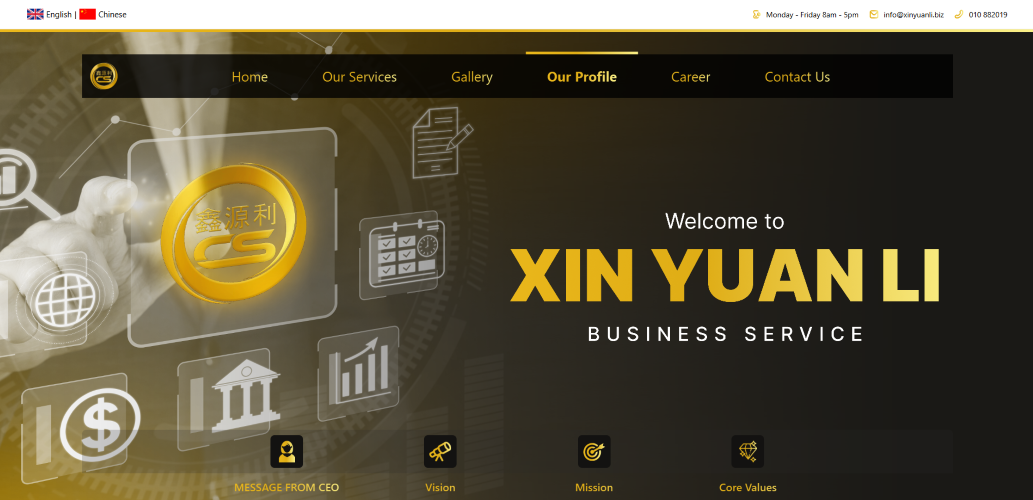 English | Chinese
Monday - Friday 8am - 5pm
info@xinyuanli.biz
010 882019
Home
Our Services
Gallery
Our Profile
Career
Contact Us
鑫源利
CS
$
Welcome to
XIN YUAN LI
BUSINESS SERVICE
MESSAGE FROM CEO
Vision
Mission
Core Values